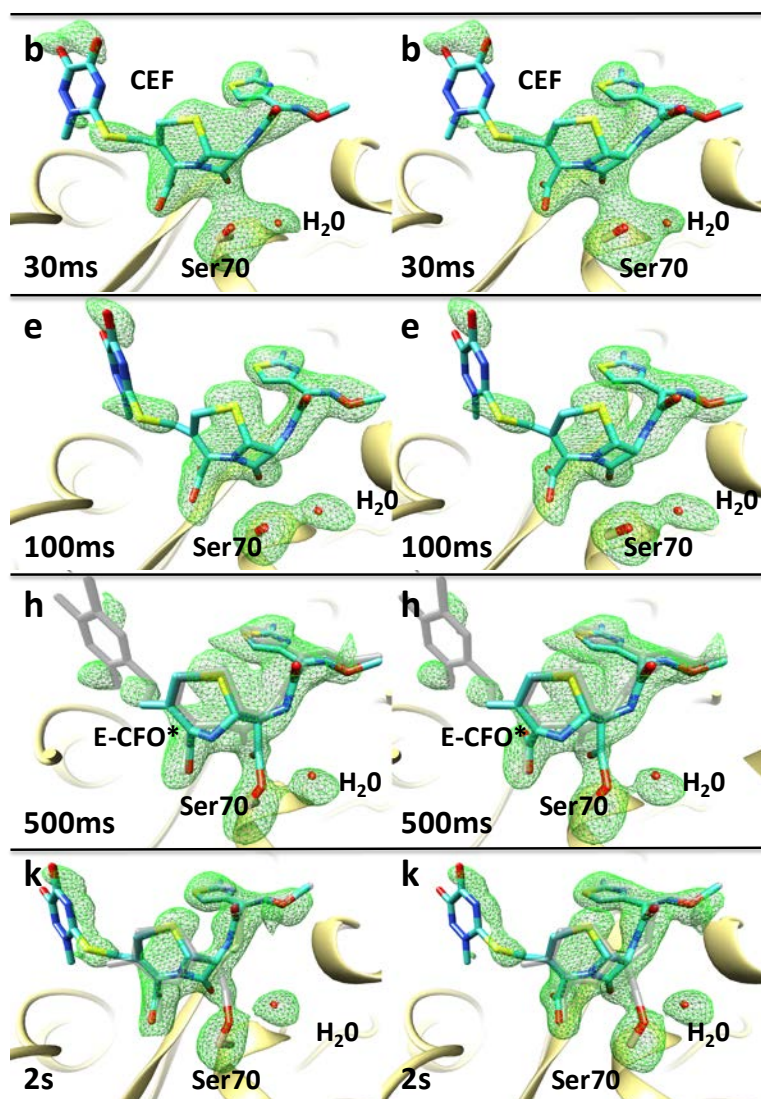 b CEF b CEF
H20 H20
30ms Ser70 30ms Ser70
e e
H20 H20
100ms Ser70 100ms Ser70
h h
E-CFO* E-CFO*
H20 H20
500ms Ser70 500ms Ser70
k k
H20 H20
2s Ser70 2s Ser70